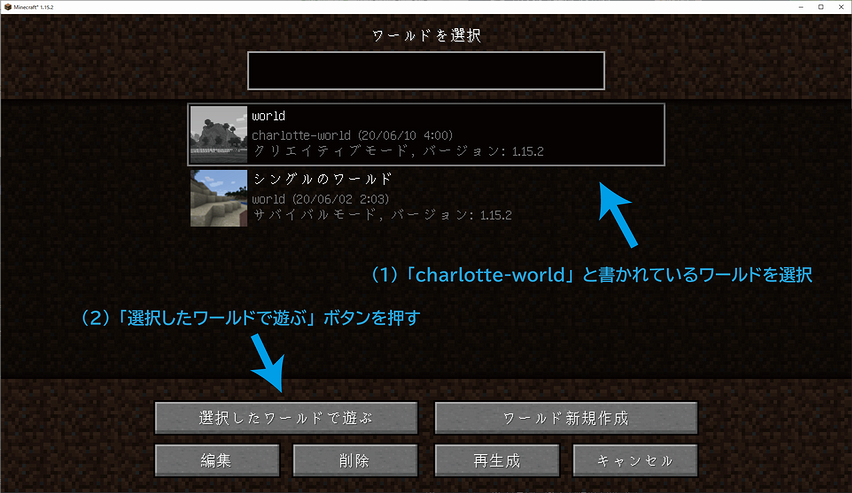 Minecraft* 1.15.2
ワールドを選択
world
charlotte-world (20/06/10 4:00)
クリエイティブモード, バージョン: 1.15.2
シングルのワールド
world (20/06/02 2:03)
サバイバルモード, バージョン: 1.15.2
(1)「charlotte-world」と書かれているワールドを選択
(2)「選択したワールドで遊ぶ」ボタンを押す
選択したワールドで遊ぶ
ワールド新規作成
編集
削除
再生成
キャンセル